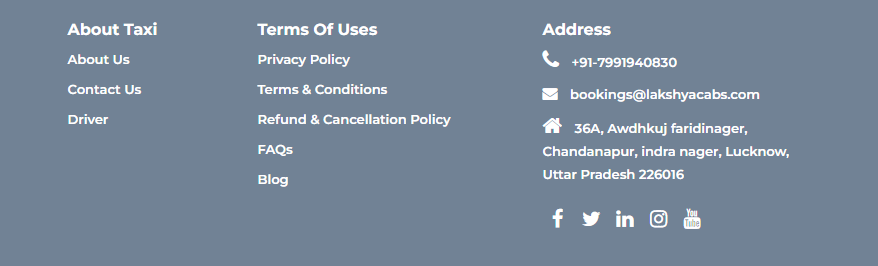 About Taxi
About Us
Contact Us
Driver
Terms Of Uses
Privacy Policy
Terms & Conditions
Refund & Cancellation Policy
FAQs
Blog
Address
+91-7991940830
bookings@lakshyacabs.com
36A, Awdhkuj faridinager,
Chandanapur, indra nager, Lucknow,
Uttar Pradesh 226016
You
Tube